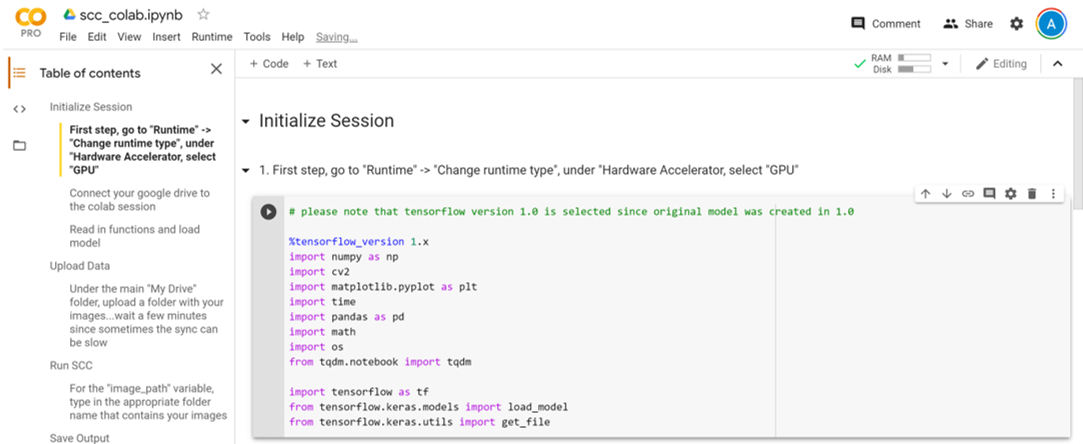 CO
PRO
scc_colab.ipynb
File Edit View Insert Runtime Tools Help Saving...
Comment
Share
A
Table of contents
Initialize Session
First step, go to "Runtime" ->
"Change runtime type", under
"Hardware Accelerator, select
"GPU"
Connect your google drive to
the colab session
Read in functions and load
model
Upload Data
Under the main "My Drive"
folder, upload a folder with your
images...wait a few minutes
since sometimes the sync can
be slow
Run SCC
For the "image_path" variable,
type in the appropriate folder
name that contains your images
Save Output
+ Code + Text
RAM
Disk
Editing
Initialize Session
1. First step, go to "Runtime" -> "Change runtime type", under "Hardware Accelerator, select "GPU"
# please note that tensorflow version 1.0 is selected since original model was created in 1.0
%tensorflow_version 1.x
import numpy as np
import cv2
import matplotlib.pyplot as plt
import time
import pandas as pd
import math
import os
from tqdm.notebook import tqdm
import tensorflow as tf
from tensorflow.keras.models import load_model
from tensorflow.keras.utils import get_file